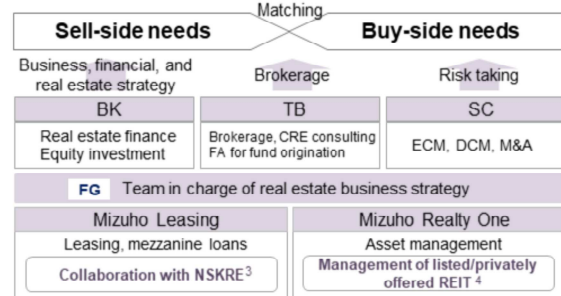 Matching
Sell-side needs
Buy-side needs
Business, financial, and
real estate strategy
Brokerage
Risk taking
BK
TB
SC
Real estate finance
Equity investment
Brokerage, CRE consulting
FA for fund origination
ECM, DCM, M&A
FG Team in charge of real estate business strategy
Mizuho Leasing
Mizuho Realty One
Leasing, mezzanine loans
Asset management
Collaboration with NSKRE3
Management of listed/privately
offered REIT 4